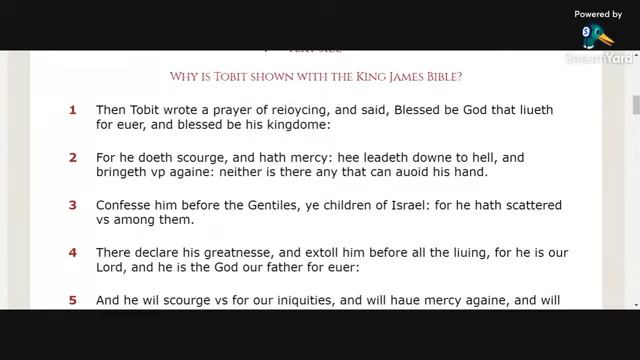 Powered by
StreamYard
WHY IS TOBIT SHOWN WITH THE KING JAMES BIBLE?
1 Then Tobit wrote a prayer of reioycing, and said, Blessed be God that liueth
for euer, and blessed be his kingdome:
2 For he doeth scourge, and hath mercy: hee leadeth downe to hell, and
bringeth vp againe: neither is there any that can auoid his hand.
3 Confesse him before the Gentiles, ye children of Israel: for he hath scattered
vs among them.
4 There declare his greatnesse, and extoll him before all the liuing, for he is our
Lord, and he is the God our father for euer:
5 And he wil scourge vs for our iniquities, and will haue mercy againe, and will